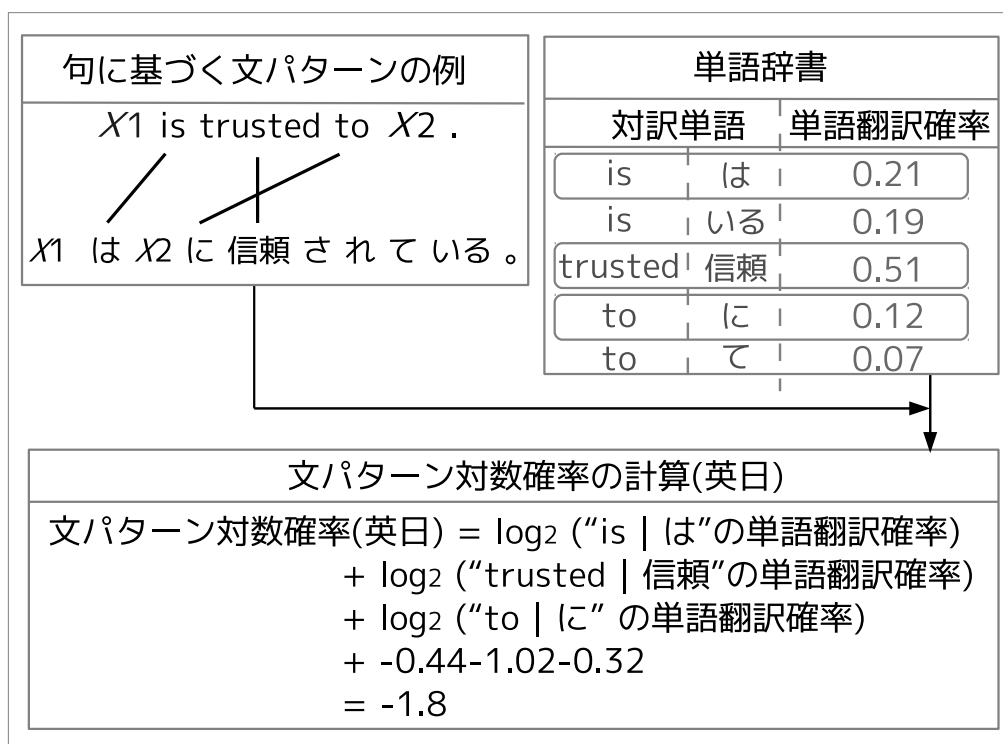 句に基づく文パターンの例
X1 is trusted to X2 .
X1 は X2 に 信頼 さ れ て いる 。
単語辞書
対訳単語 単語翻訳確率
is は 0.21
is いる 0.19
trusted 信頼 0.51
to に 0.12
to て 0.07
文パターン対数確率の計算(英日)
文パターン対数確率(英日) = log2 (“is | は”の単語翻訳確率)
+ log2 (“trusted | 信頼”の単語翻訳確率)
+ log2 (“to | に” の単語翻訳確率)
+ -0.44-1.02-0.32
= -1.8